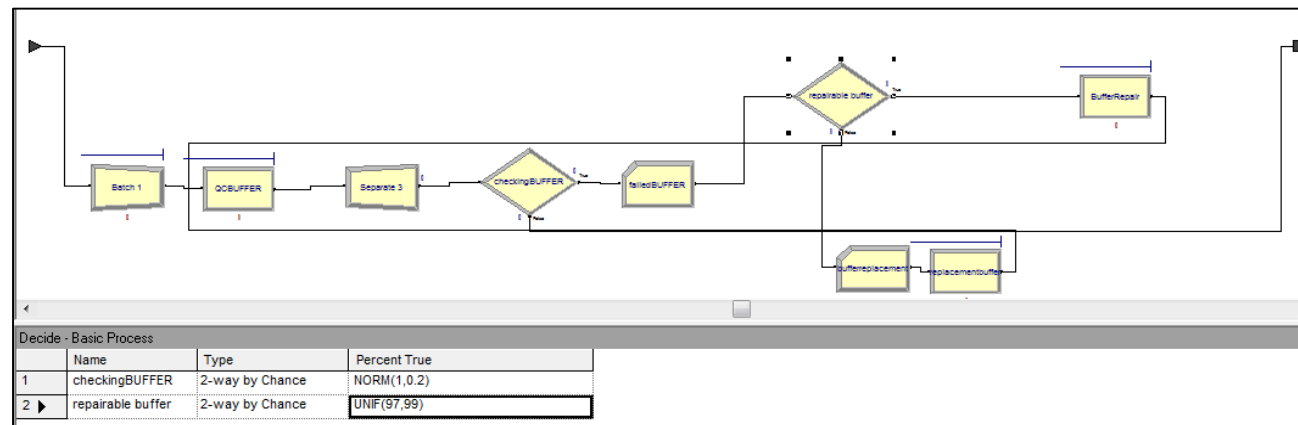 repairable buffer
True
False
BufferRepair
Batch 1
QCBUFFER
Separate 3
checkingBUFFER
True
False
failedBUFFER
bufferreplacement
replacementbuffer
Decide - Basic Process
Name Type Percent True
1 checkingBUFFER 2-way by Chance NORM(1,0.2)
2 repairable buffer 2-way by Chance UNIF(97,99)